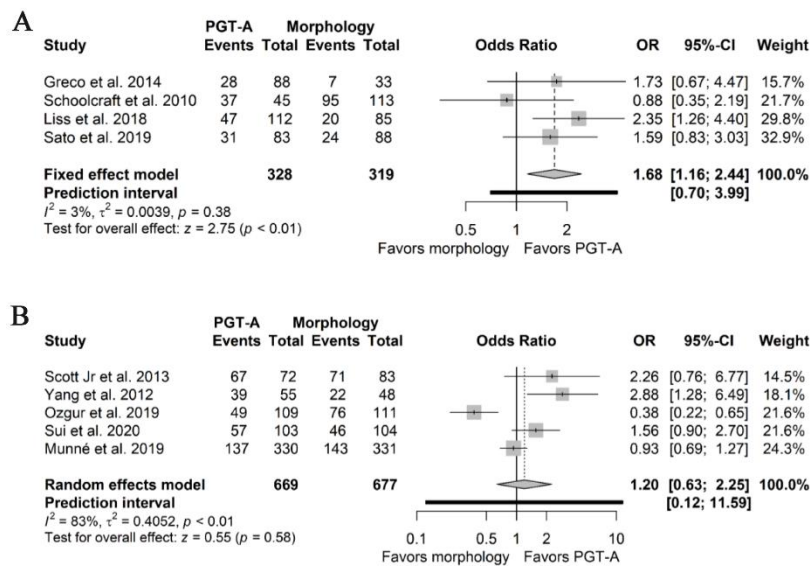 A
PGT-A Morphology
Study Events Total Events Total Odds Ratio OR 95%-CI Weight
Greco et al. 2014 28 88 7 33 1.73 [0.67; 4.47] 15.7%
Schoolcraft et al. 2010 37 45 95 113 0.88 [0.35; 2.19] 21.7%
Liss et al. 2018 47 112 20 85 2.35 [1.26; 4.40] 29.8%
Sato et al. 2019 31 83 24 88 1.59 [0.83; 3.03] 32.9%
Fixed effect model 328 319 1.68 [1.16; 2.44] 100.0%
Prediction interval [0.70; 3.99]
I² = 3%, τ² = 0.0039, p = 0.38
Test for overall effect: z = 2.75 (p < 0.01)
0.5 1 2
Favors morphology Favors PGT-A
B
PGT-A Morphology
Study Events Total Events Total Odds Ratio OR 95%-CI Weight
Scott Jr et al. 2013 67 72 71 83 2.26 [0.76; 6.77] 14.5%
Yang et al. 2012 39 55 22 48 2.88 [1.28; 6.49] 18.1%
Ozgur et al. 2019 49 109 76 111 0.38 [0.22; 0.65] 21.6%
Sui et al. 2020 57 103 46 104 1.56 [0.90; 2.70] 21.6%
Munné et al. 2019 137 330 143 331 0.93 [0.69; 1.27] 24.3%
Random effects model 669 677 1.20 [0.63; 2.25] 100.0%
Prediction interval [0.12; 11.59]
I² = 83%, τ² = 0.4052, p < 0.01
Test for overall effect: z = 0.55 (p = 0.58)
0.1 0.5 1 2 10
Favors morphology Favors PGT-A